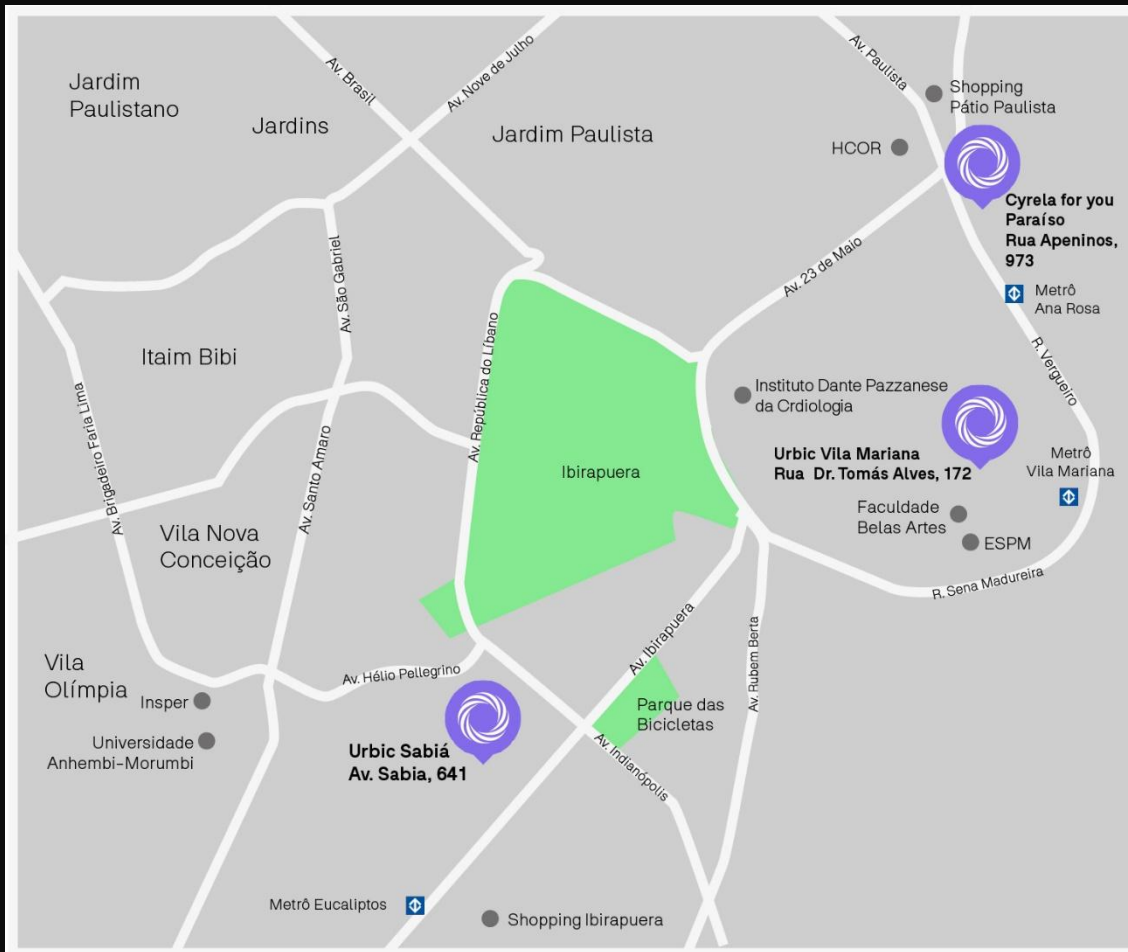 Jardim
Paulistano
Jardins
Av. Brasil
Av. Nove de Julho
Jardim Paulista
Av. Paulista
Shopping
Pátio Paulista
HCOR
Cyrela for you
Paraíso
Rua Apeninos,
973
Av. 23 de Maio
Metrô
Ana Rosa
Av. São Gabriel
Itaim Bibi
Av. República do Líbano
R. Vergueiro
Instituto Dante Pazzanese
da Crdiologia
Av. Brigadeiro Faria Lima
Av. Santo Amaro
Ibirapuera
Urbic Vila Mariana
Rua Dr. Tomás Alves, 172
Metrô
Vila Mariana
Vila Nova
Conceição
Faculdade
Belas Artes
ESPM
R. Sena Madureira
Av. Ibirapuera
Av. Rubem Berta
Vila
Olímpia
Av. Hélio Pellegrino
Insper
Parque das
Bicicletas
Universidade
Anhembi-Morumbi
Urbic Sabiá
Av. Sabia, 641
Av. Indianópolis
Metrô Eucaliptos
Shopping Ibirapuera